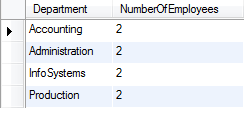 Department NumberOfEmployees
Accounting 2
Administration 2
InfoSystems 2
Production 2